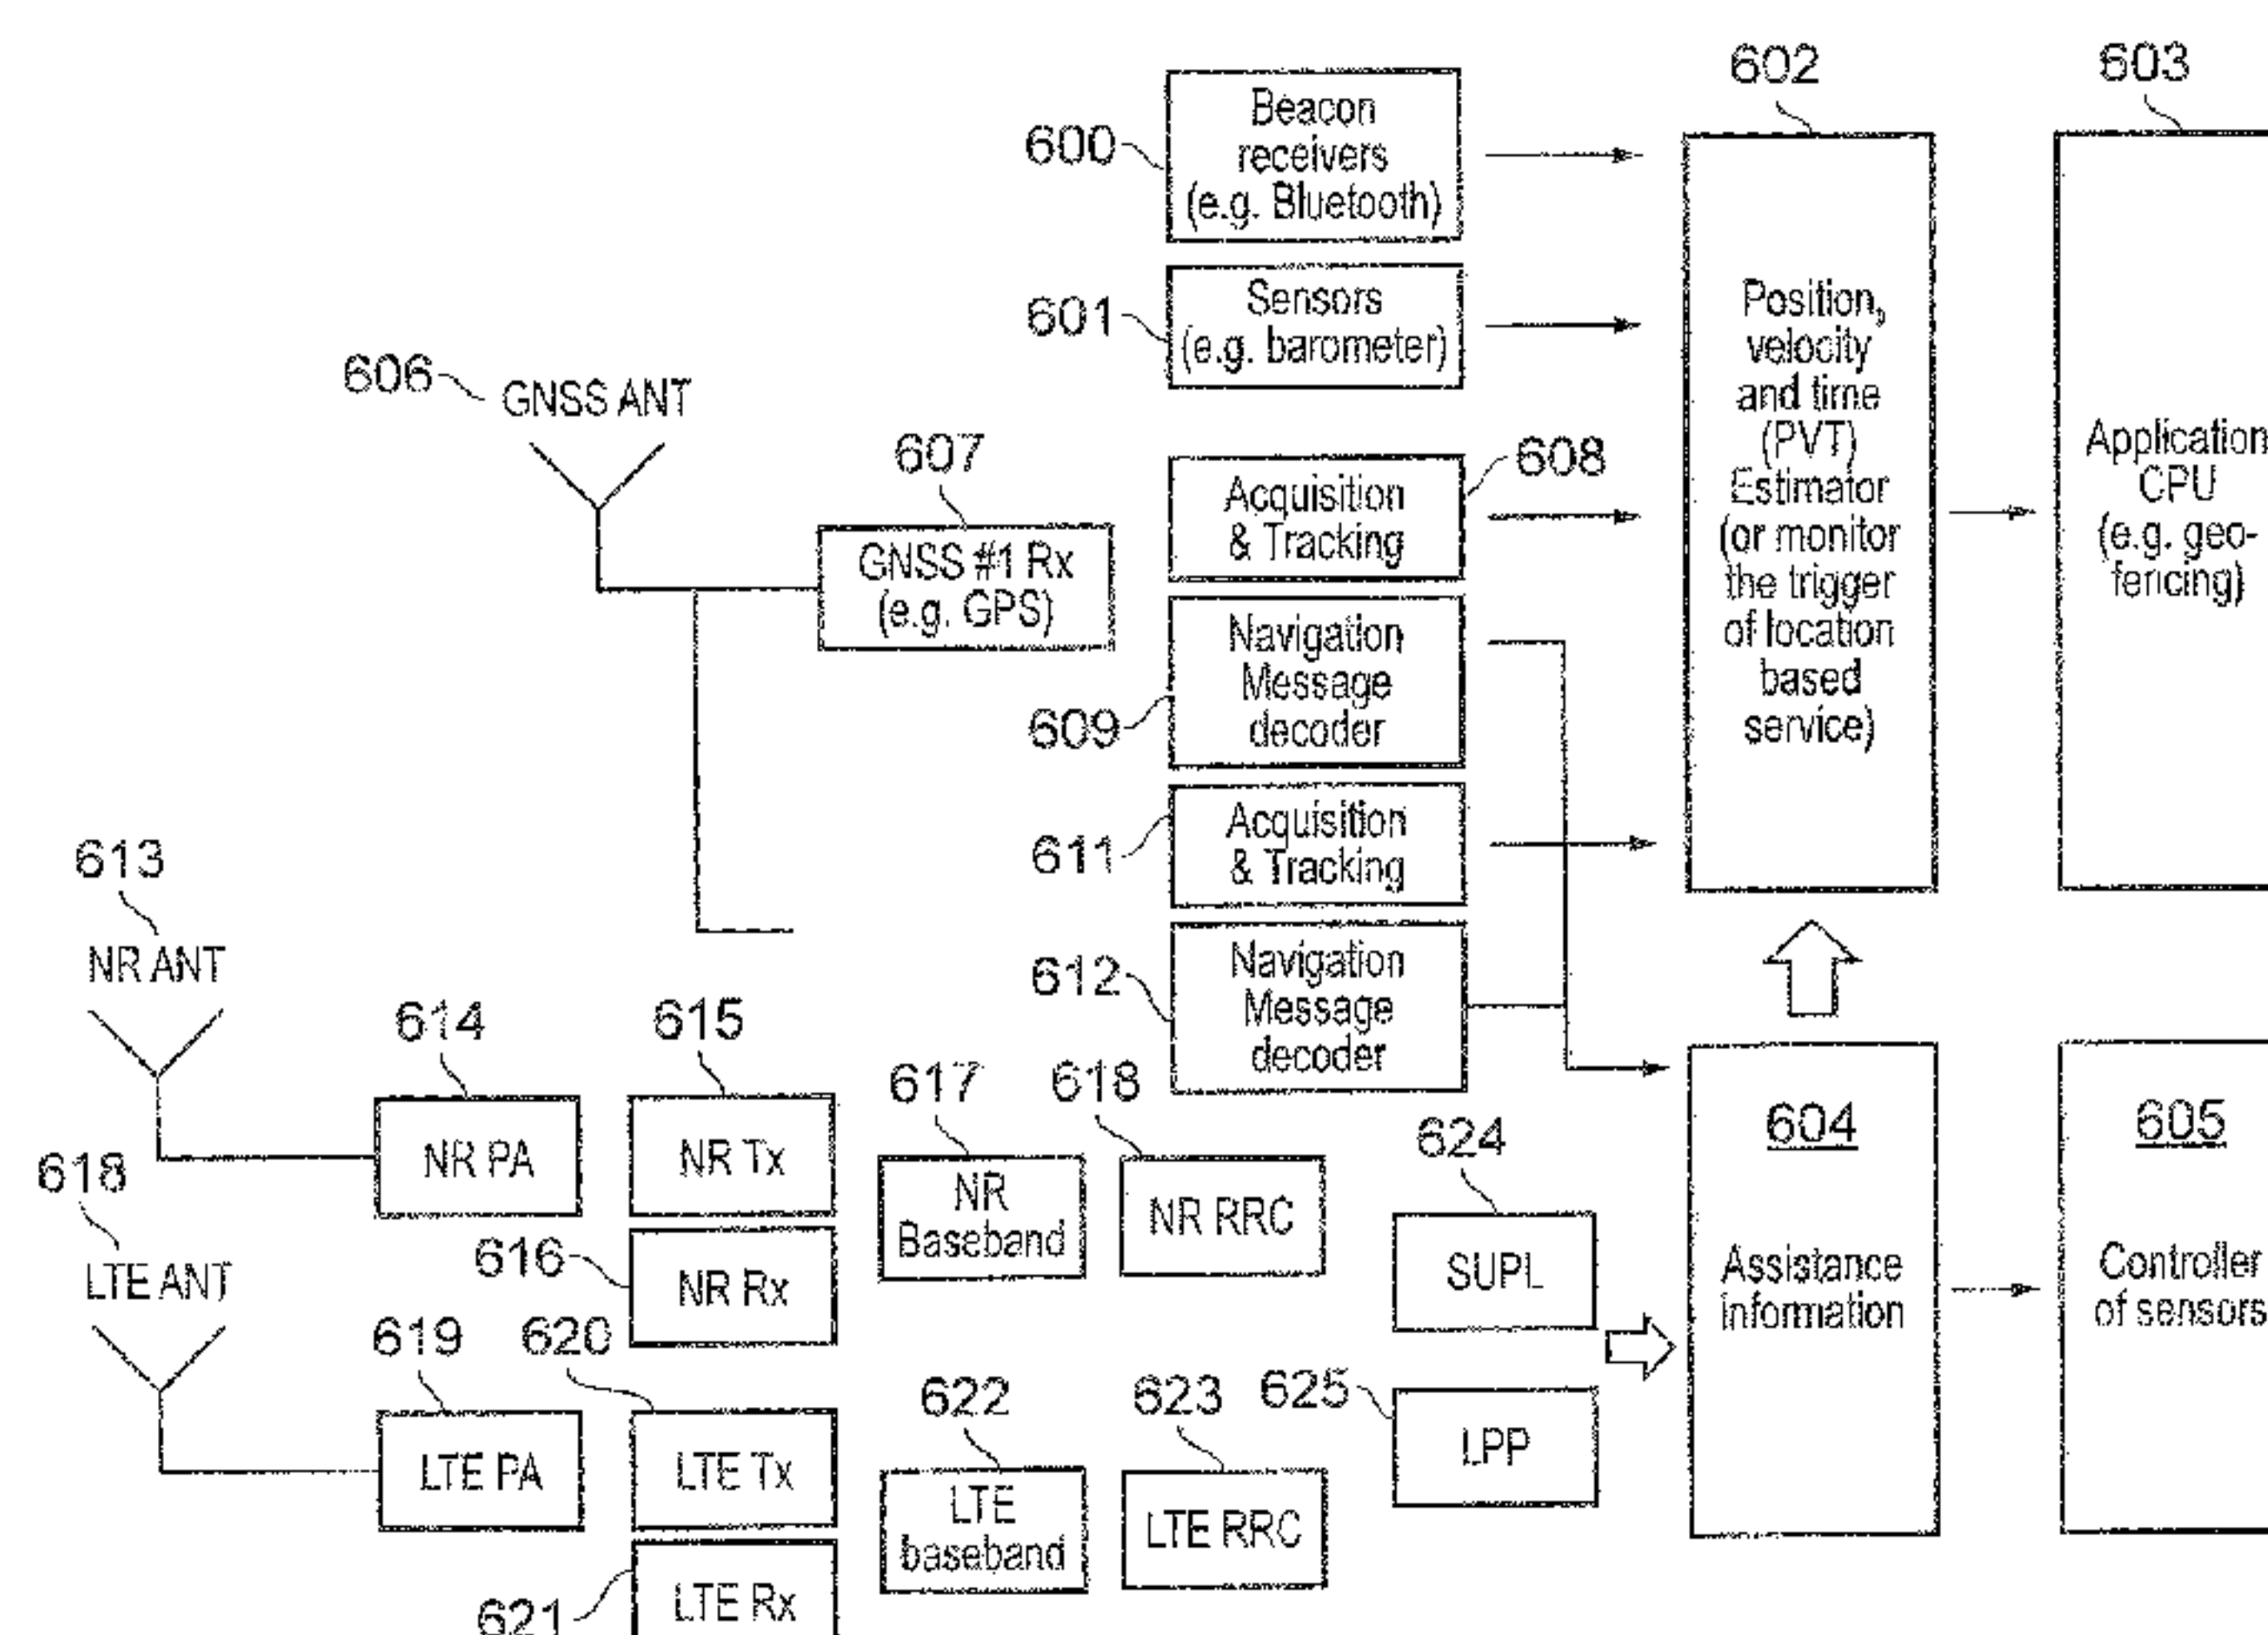 602
603
600
Beacon
receivers
(e.g. Bluetooth)
601
Sensors
(e.g. barometer)
606
GNSS ANT
607
GNSS #1 Rx
(e.g. GPS)
608
Acquisition
& Tracking
609
Navigation
Message
decoder
611
Acquisition
& Tracking
612
Navigation
Message
decoder
Position,
velocity
and time
(PVT)
Estimator
(or monitor
the trigger
of location
based
service)
Application
CPU
(e.g. geo-
fencing)
613
NR ANT
614
NR PA
615
NR Tx
616
NR Rx
617
NR
Baseband
618
NR RRC
618
LTE ANT
619
LTE PA
620
LTE Tx
621
LTE Rx
622
LTE
baseband
623
LTE RRC
624
SUPL
625
LPP
604
Assistance
information
605
Controller
of sensors